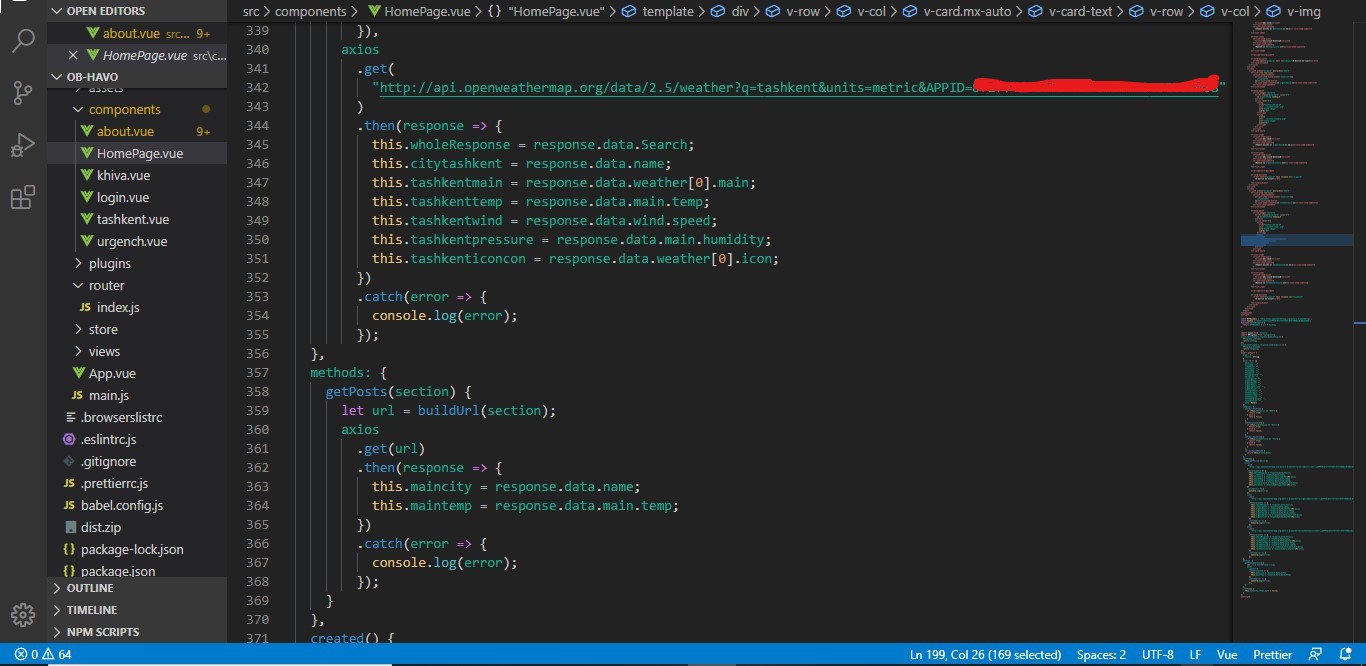 src > components > HomePage.vue > {} "HomePage.vue" > template > div > v-row > v-col > v-card.mx-auto > v-card-text > v-row > v-col > v-img
OPEN EDITORS
about.vue src... 9+
HomePage.vue src\c...
OB-HAVO
assets
components
about.vue 9+
HomePage.vue
khiva.vue
login.vue
tashkent.vue
urgench.vue
plugins
router
JS index.js
store
views
App.vue
JS main.js
.browserslistrc
.eslintrc.js
.gitignore
JS .prettierrc.js
JS babel.config.js
dist.zip
{} package-lock.json
{} package.json
OUTLINE
TIMELINE
NPM SCRIPTS
339 }),
340 axios
341 .get(
342 "http://api.openweathermap.org/data/2.5/weather?q=tashkent&units=metric&APPID="
343 )
344 .then(response => {
345 this.wholeResponse = response.data.Search;
346 this.citytashkent = response.data.name;
347 this.tashkentmain = response.data.weather[0].main;
348 this.tashkenttemp = response.data.main.temp;
349 this.tashkentwind = response.data.wind.speed;
350 this.tashkentpressure = response.data.main.humidity;
351 this.tashkenticoncon = response.data.weather[0].icon;
352 })
353 .catch(error => {
354 console.log(error);
355 });
356 },
357 methods: {
358 getPosts(section) {
359 let url = buildUrl(section);
360 axios
361 .get(url)
362 .then(response => {
363 this.maincity = response.data.name;
364 this.maintemp = response.data.main.temp;
365 })
366 .catch(error => {
367 console.log(error);
368 });
369 }
370 },
371 created() {
0 64
Ln 199, Col 26 (169 selected) Spaces: 2 UTF-8 LF Vue Prettier